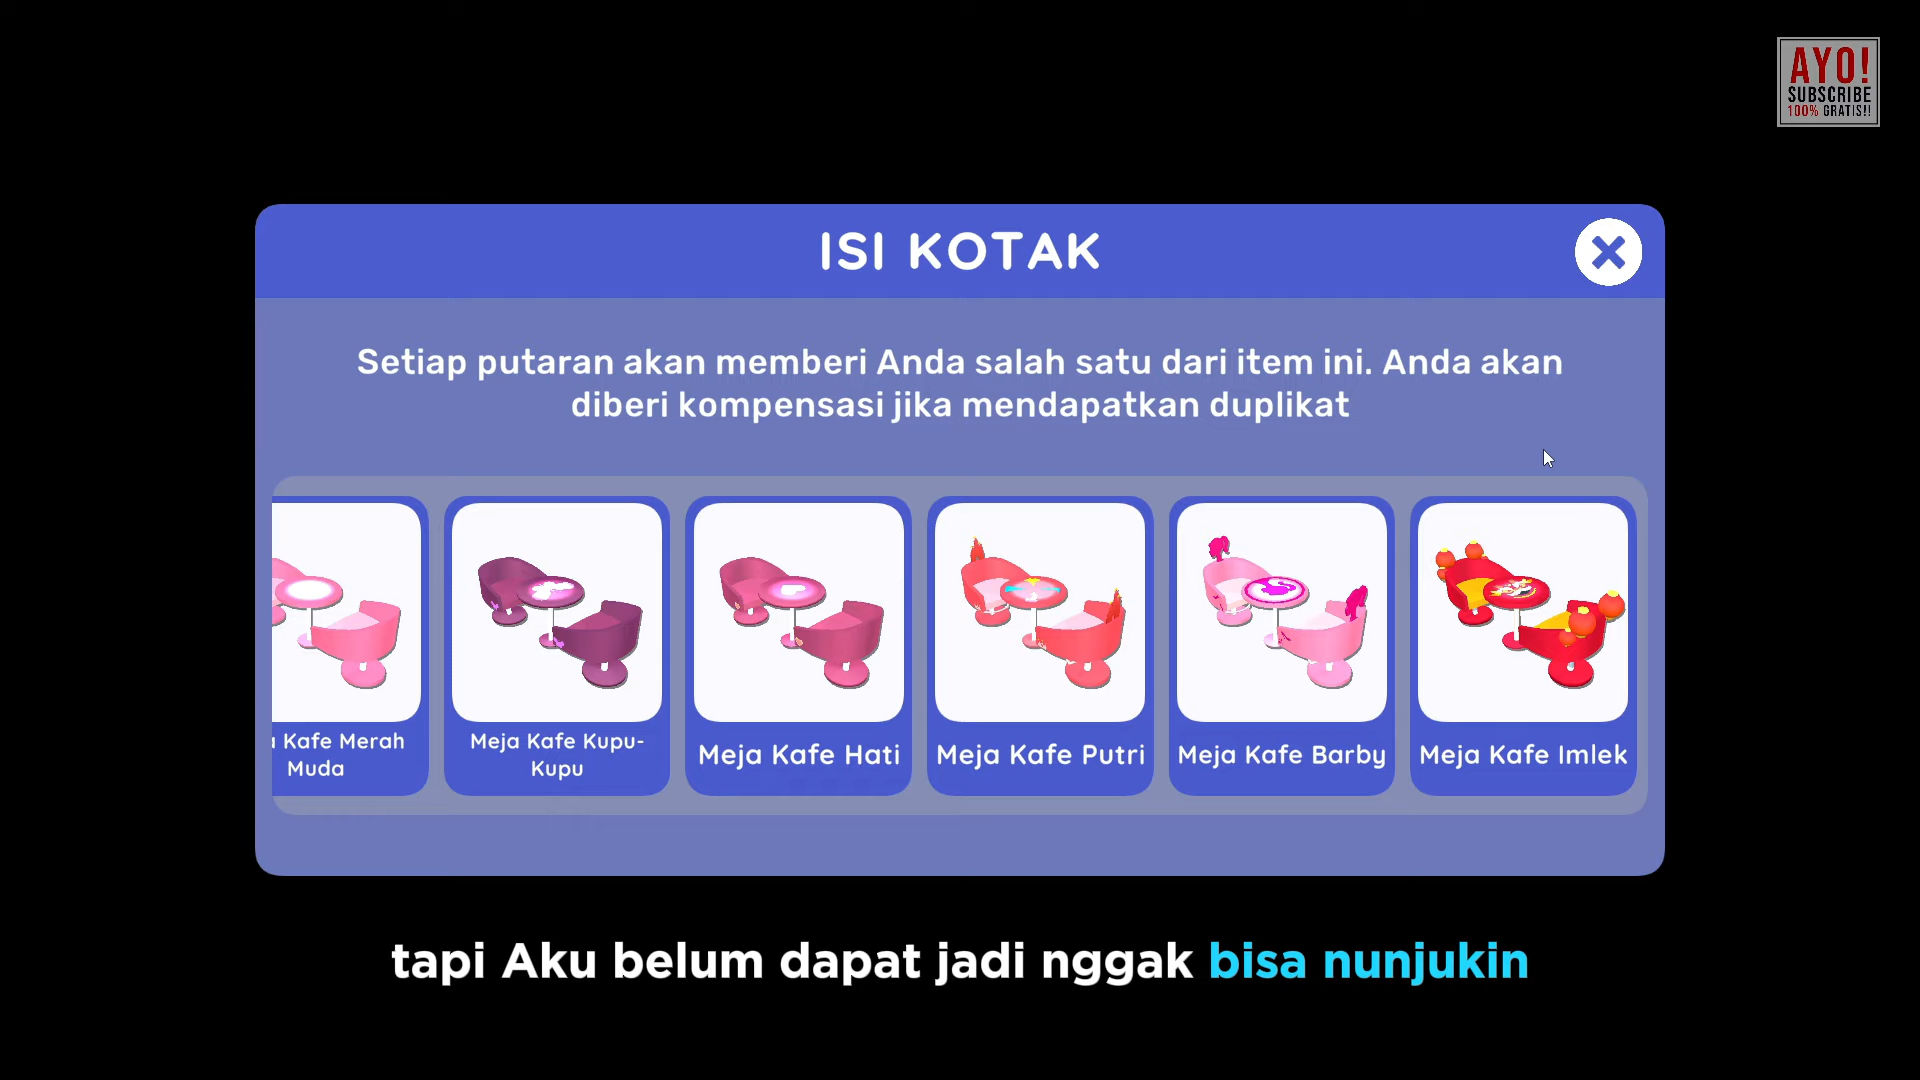 AYO!
SUBSCRIBE
100% GRATIS!!
ISI KOTAK
Setiap putaran akan memberi Anda salah satu dari item ini. Anda akan
diberi kompensasi jika mendapatkan duplikat
Kafe Merah
Muda
Meja Kafe Kupu-
Kupu
Meja Kafe Hati
Meja Kafe Putri
Meja Kafe Barby
Meja Kafe Imlek
tapi Aku belum dapat jadi nggak bisa nunjukin